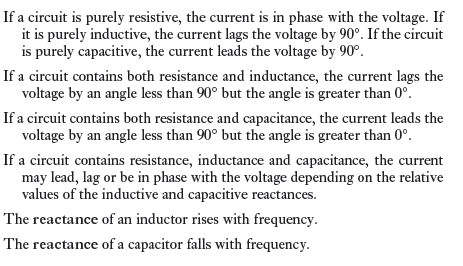 If a circuit is purely resistive, the current is in phase with the voltage. If
it is purely inductive, the current lags the voltage by 90°. If the circuit
is purely capacitive, the current leads the voltage by 90°.
If a circuit contains both resistance and inductance, the current lags the
voltage by an angle less than 90° but the angle is greater than 0°.
If a circuit contains both resistance and capacitance, the current leads the
voltage by an angle less than 90° but the angle is greater than 0°.
If a circuit contains resistance, inductance and capacitance, the current
may lead, lag or be in phase with the voltage depending on the relative
values of the inductive and capacitive reactances.
The reactance of an inductor rises with frequency.
The reactance of a capacitor falls with frequency.